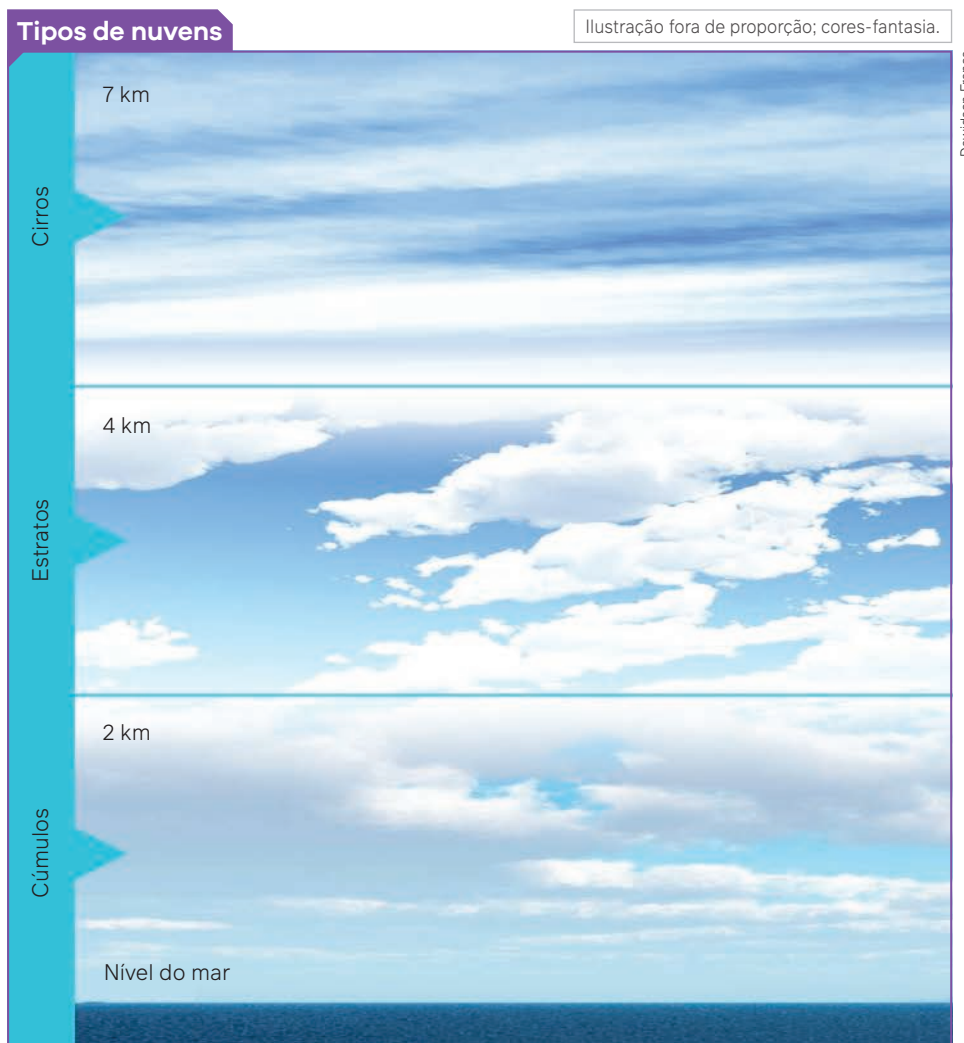 Tipos de nuvens
Ilustração fora de proporção; cores-fantasia.
7 km
Cirros
4 km
Estratos
2 km
Cúmulos
Nível do mar